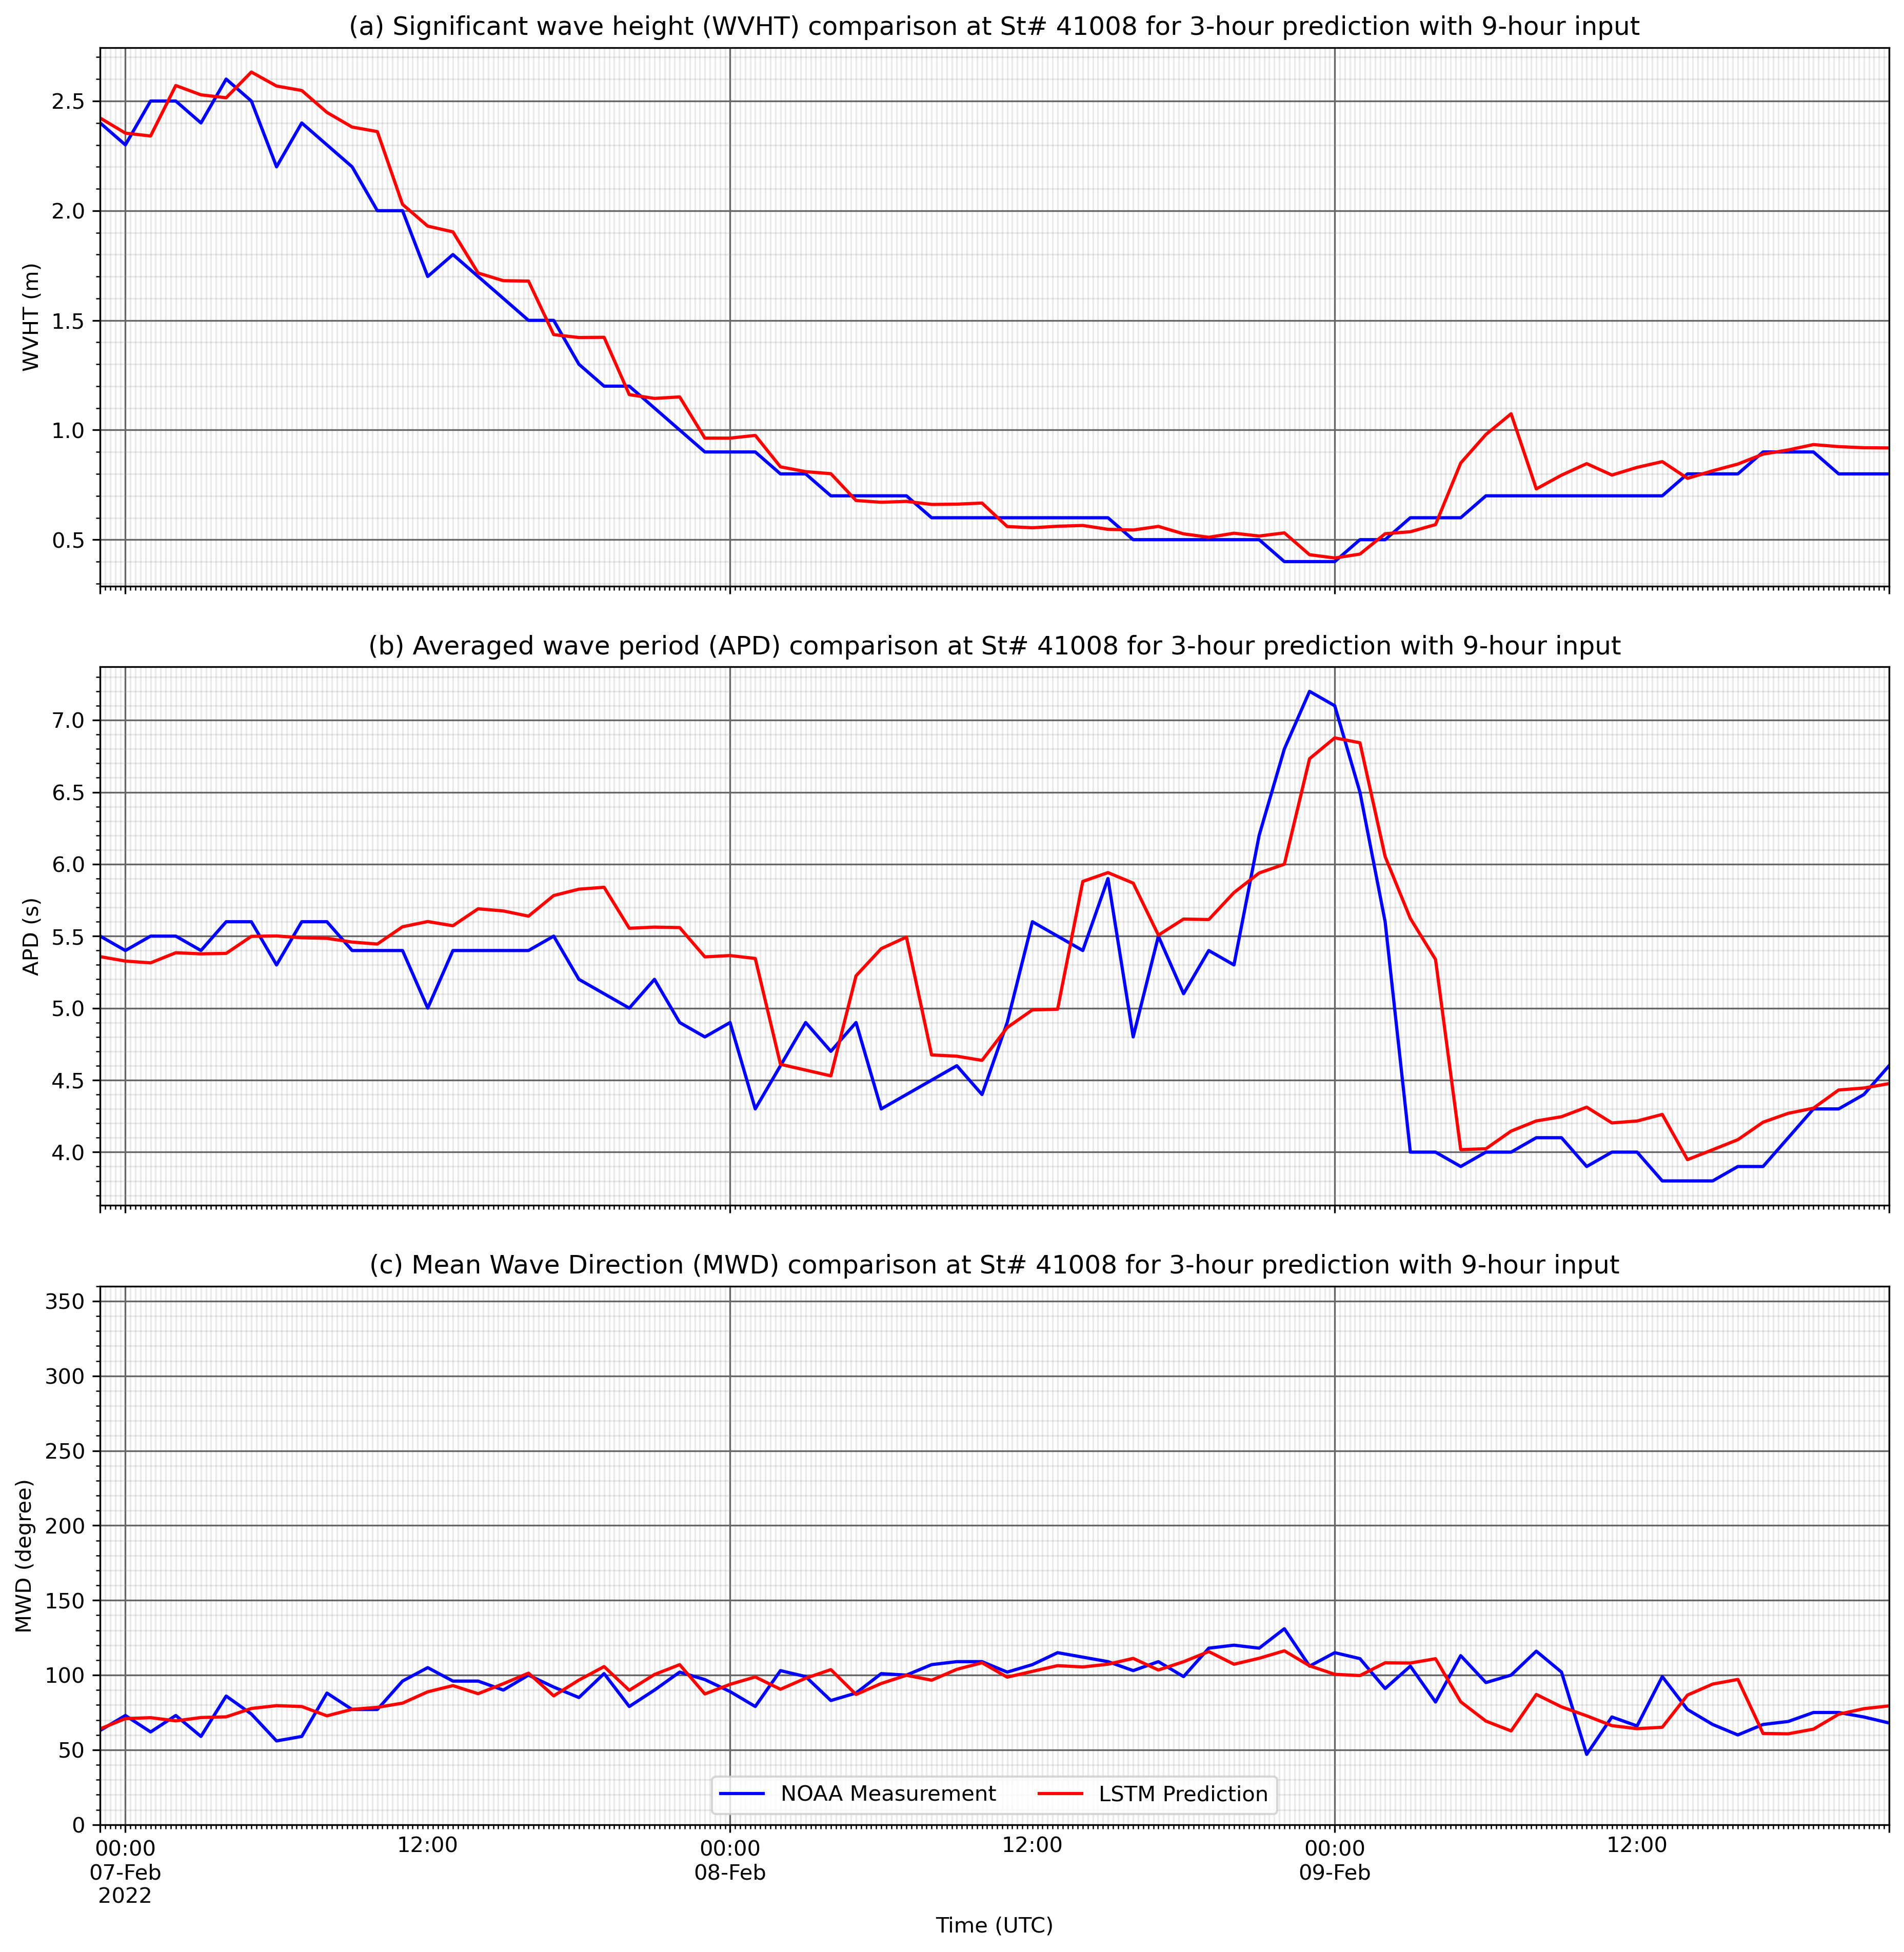 (a) Significant wave height (WVHT) comparison at St# 41008 for 3-hour prediction with 9-hour input
WVHT (m)
2.5
2.0
1.5
1.0
0.5
(b) Averaged wave period (APD) comparison at St# 41008 for 3-hour prediction with 9-hour input
APD (s)
7.0
6.5
6.0
5.5
5.0
4.5
4.0
(c) Mean Wave Direction (MWD) comparison at St# 41008 for 3-hour prediction with 9-hour input
MWD (degree)
350
300
250
200
150
100
50
0
NOAA Measurement LSTM Prediction
00:00 12:00 00:00 12:00 00:00 12:00
07-Feb 08-Feb 09-Feb
2022
Time (UTC)